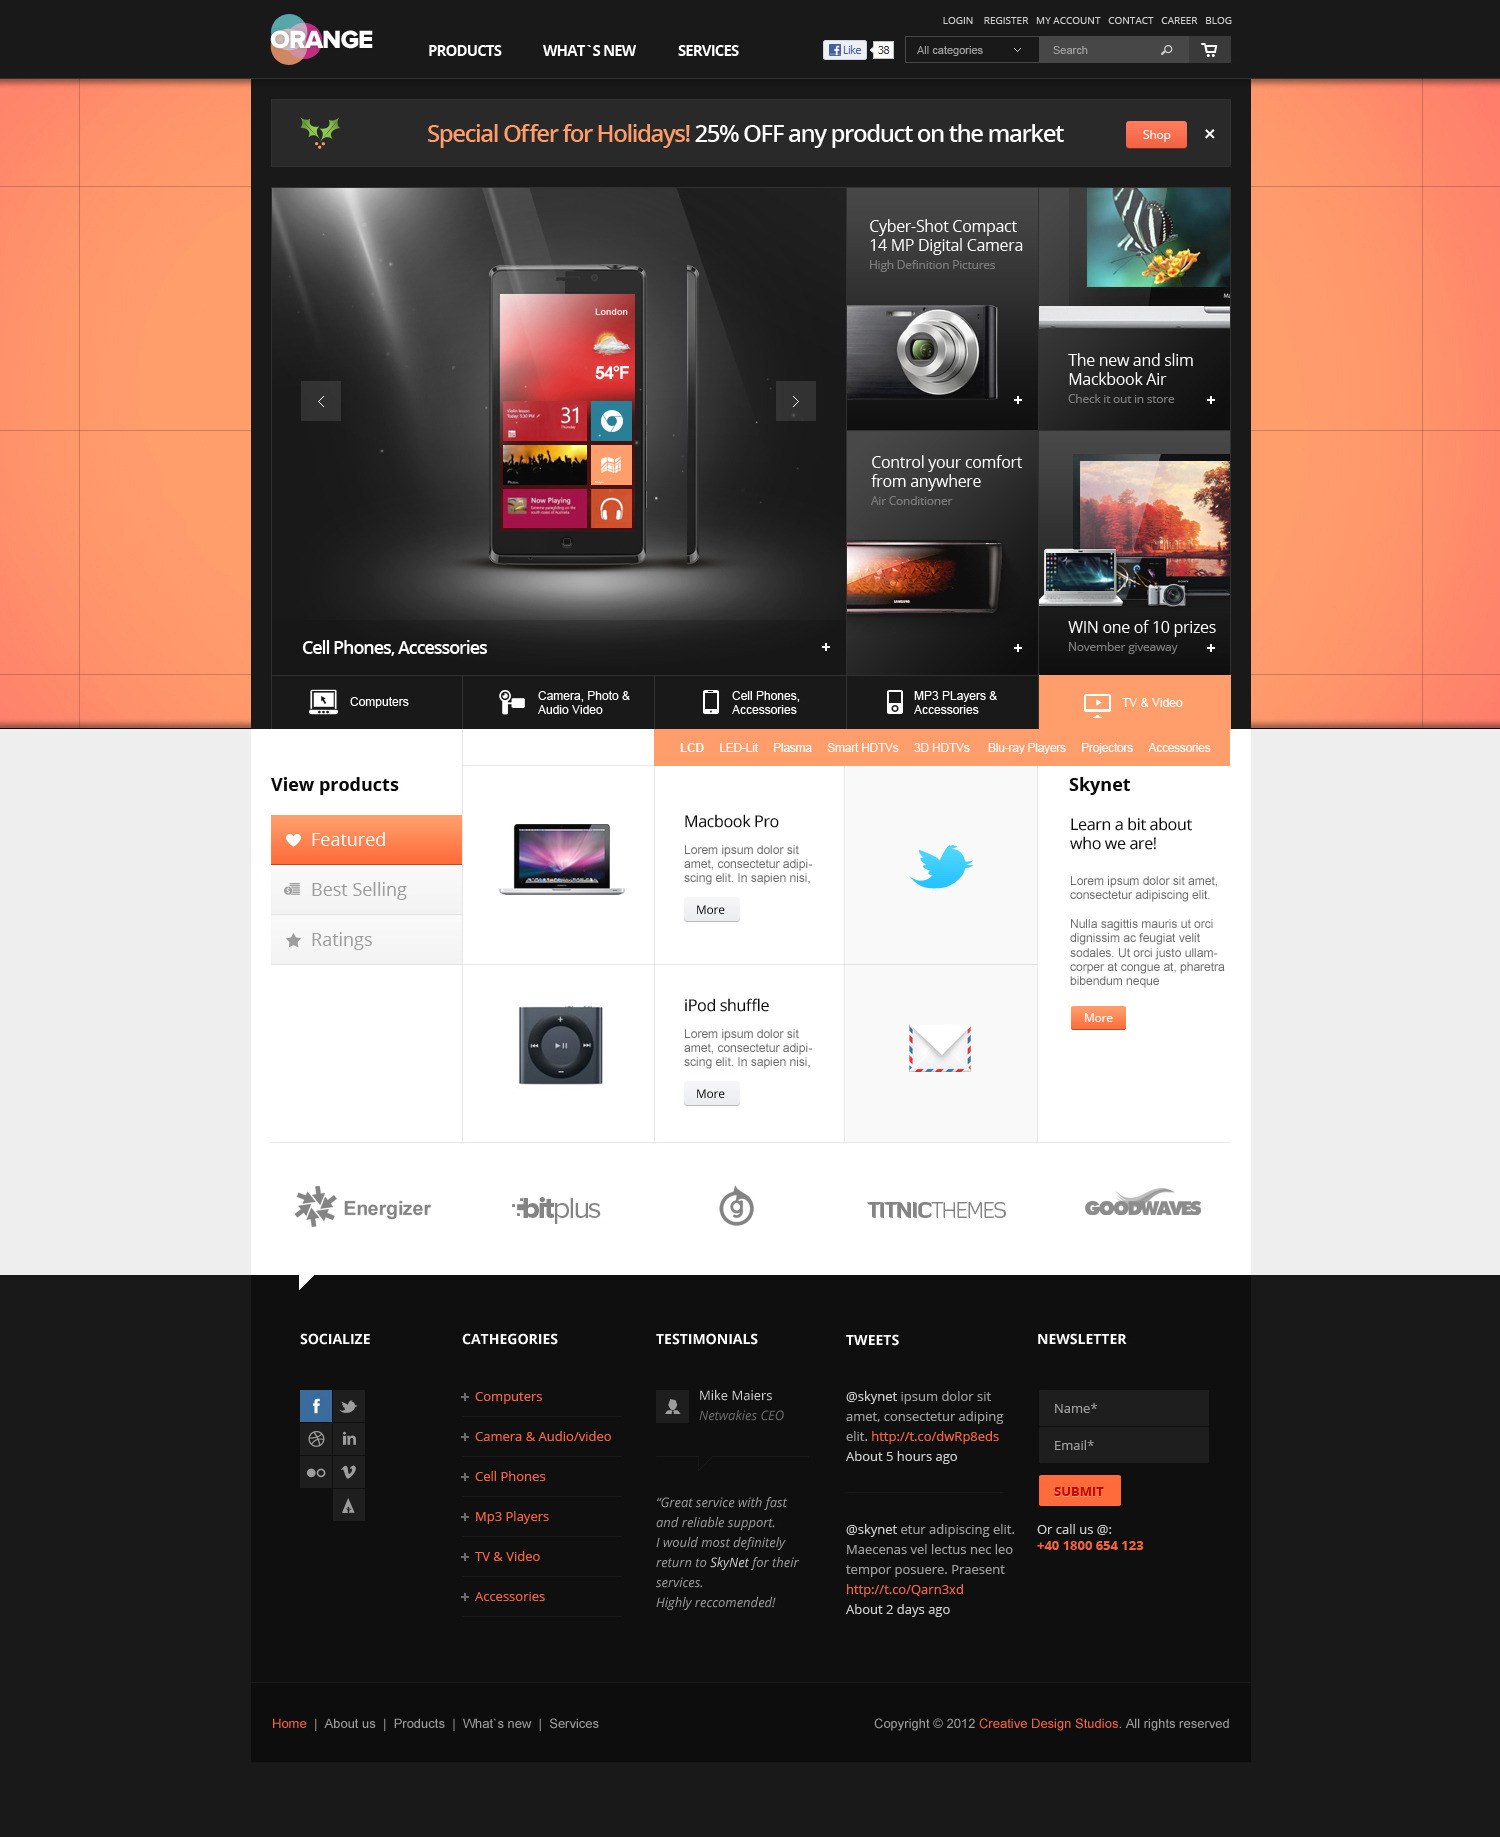 LOGIN REGISTER MY ACCOUNT CONTACT CAREER BLOG
ORANGE
PRODUCTS WHAT`S NEW SERVICES
Like 38
All categories
Search
Special Offer for Holidays! 25% OFF any product on the market
Shop
London
54°F
31
Thursday
Photos
Now Playing
Cell Phones, Accessories
Cyber-Shot Compact
14 MP Digital Camera
High Definition Pictures
The new and slim
Mackbook Air
Check it out in store
Control your comfort
from anywhere
Air Conditioner
SAMSUNG
WIN one of 10 prizes
November giveaway
Computers
Camera, Photo &
Audio Video
Cell Phones,
Accessories
MP3 PLayers &
Accessories
TV & Video
LCD LED-Lit Plasma Smart HDTVs 3D HDTVs Blu-ray Players Projectors Accessories
View products
Featured
Best Selling
Ratings
Macbook Pro
Lorem ipsum dolor sit
amet, consectetur adipi-
scing elit. In sapien nisi,
More
iPod shuffle
Lorem ipsum dolor sit
amet, consectetur adipi-
scing elit. In sapien nisi,
More
Skynet
Learn a bit about
who we are!
Lorem ipsum dolor sit amet,
consectetur adipiscing elit.
Nulla sagittis mauris ut orci
dignissim ac feugiat velit
sodales. Ut orci justo ullam-
corper at congue at, pharetra
bibendum neque
More
Energizer
bitplus
g
TITNICTHEMES
GOODWAVES
SOCIALIZE
CATHEGORIES
Computers
Camera & Audio/video
Cell Phones
Mp3 Players
TV & Video
Accessories
TESTIMONIALS
Mike Maiers
Netwakies CEO
“Great service with fast
and reliable support.
I would most definitely
return to SkyNet for their
services.
Highly reccomended!
TWEETS
@skynet ipsum dolor sit
amet, consectetur adiping
elit. http://t.co/dwRp8eds
About 5 hours ago
@skynet etur adipiscing elit.
Maecenas vel lectus nec leo
tempor posuere. Praesent
http://t.co/Qarn3xd
About 2 days ago
NEWSLETTER
Name*
Email*
SUBMIT
Or call us @:
+40 1800 654 123
Home | About us | Products | What`s new | Services
Copyright © 2012 Creative Design Studios. All rights reserved